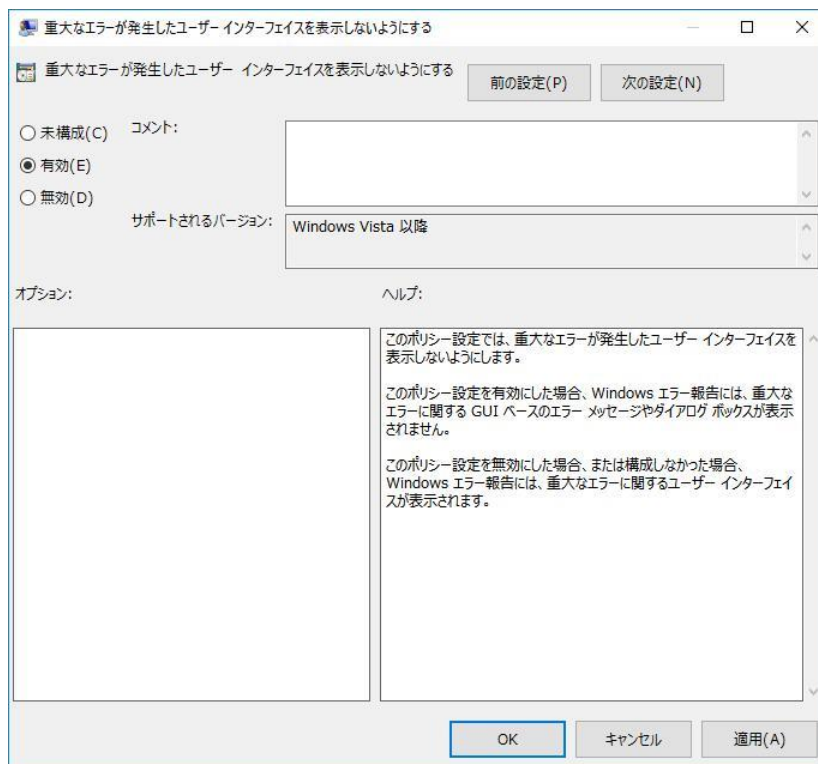 重大なエラーが発生したユーザー インターフェイスを表示しないようにする
重大なエラーが発生したユーザー インターフェイスを表示しないようにする
前の設定(P)
次の設定(N)
未構成(C)
有効(E)
無効(D)
コメント:
サポートされるバージョン:
Windows Vista 以降
オプション:
ヘルプ:
このポリシー設定では、重大なエラーが発生したユーザー インターフェイスを
表示しないようにします。
このポリシー設定を有効にした場合、Windows エラー報告には、重大な
エラーに関する GUI ベースのエラー メッセージやダイアログ ボックスが表示
されません。
このポリシー設定を無効にした場合、または構成しなかった場合、
Windows エラー報告には、重大なエラーに関するユーザー インターフェイ
スが表示されます。
OK
キャンセル
適用(A)